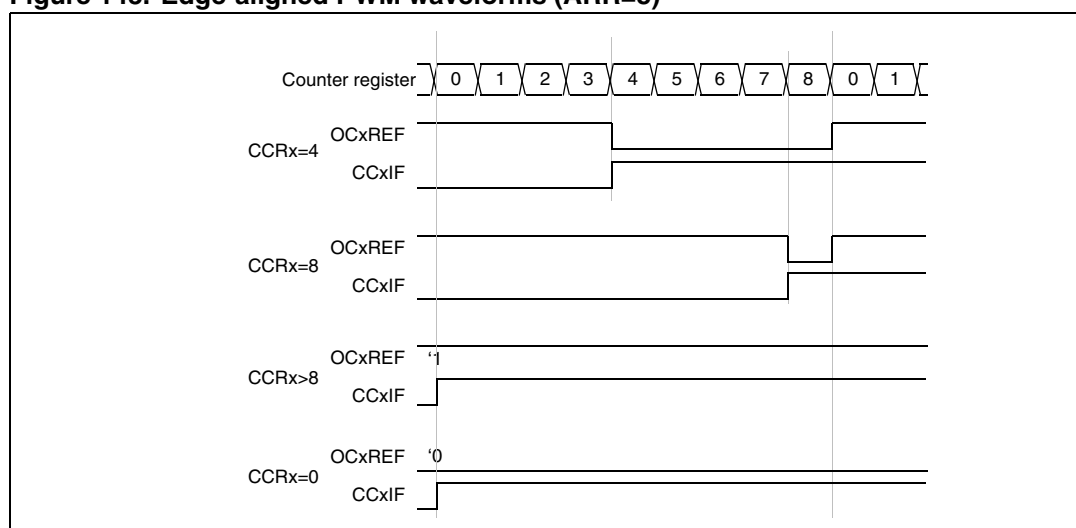 Counter register 0 1 2 3 4 5 6 7 8 0 1
OCxREF
CCRx=4
CCxIF
OCxREF
CCRx=8
CCxIF
OCxREF ‘1
CCRx>8
CCxIF
OCxREF ‘0
CCRx=0
CCxIF